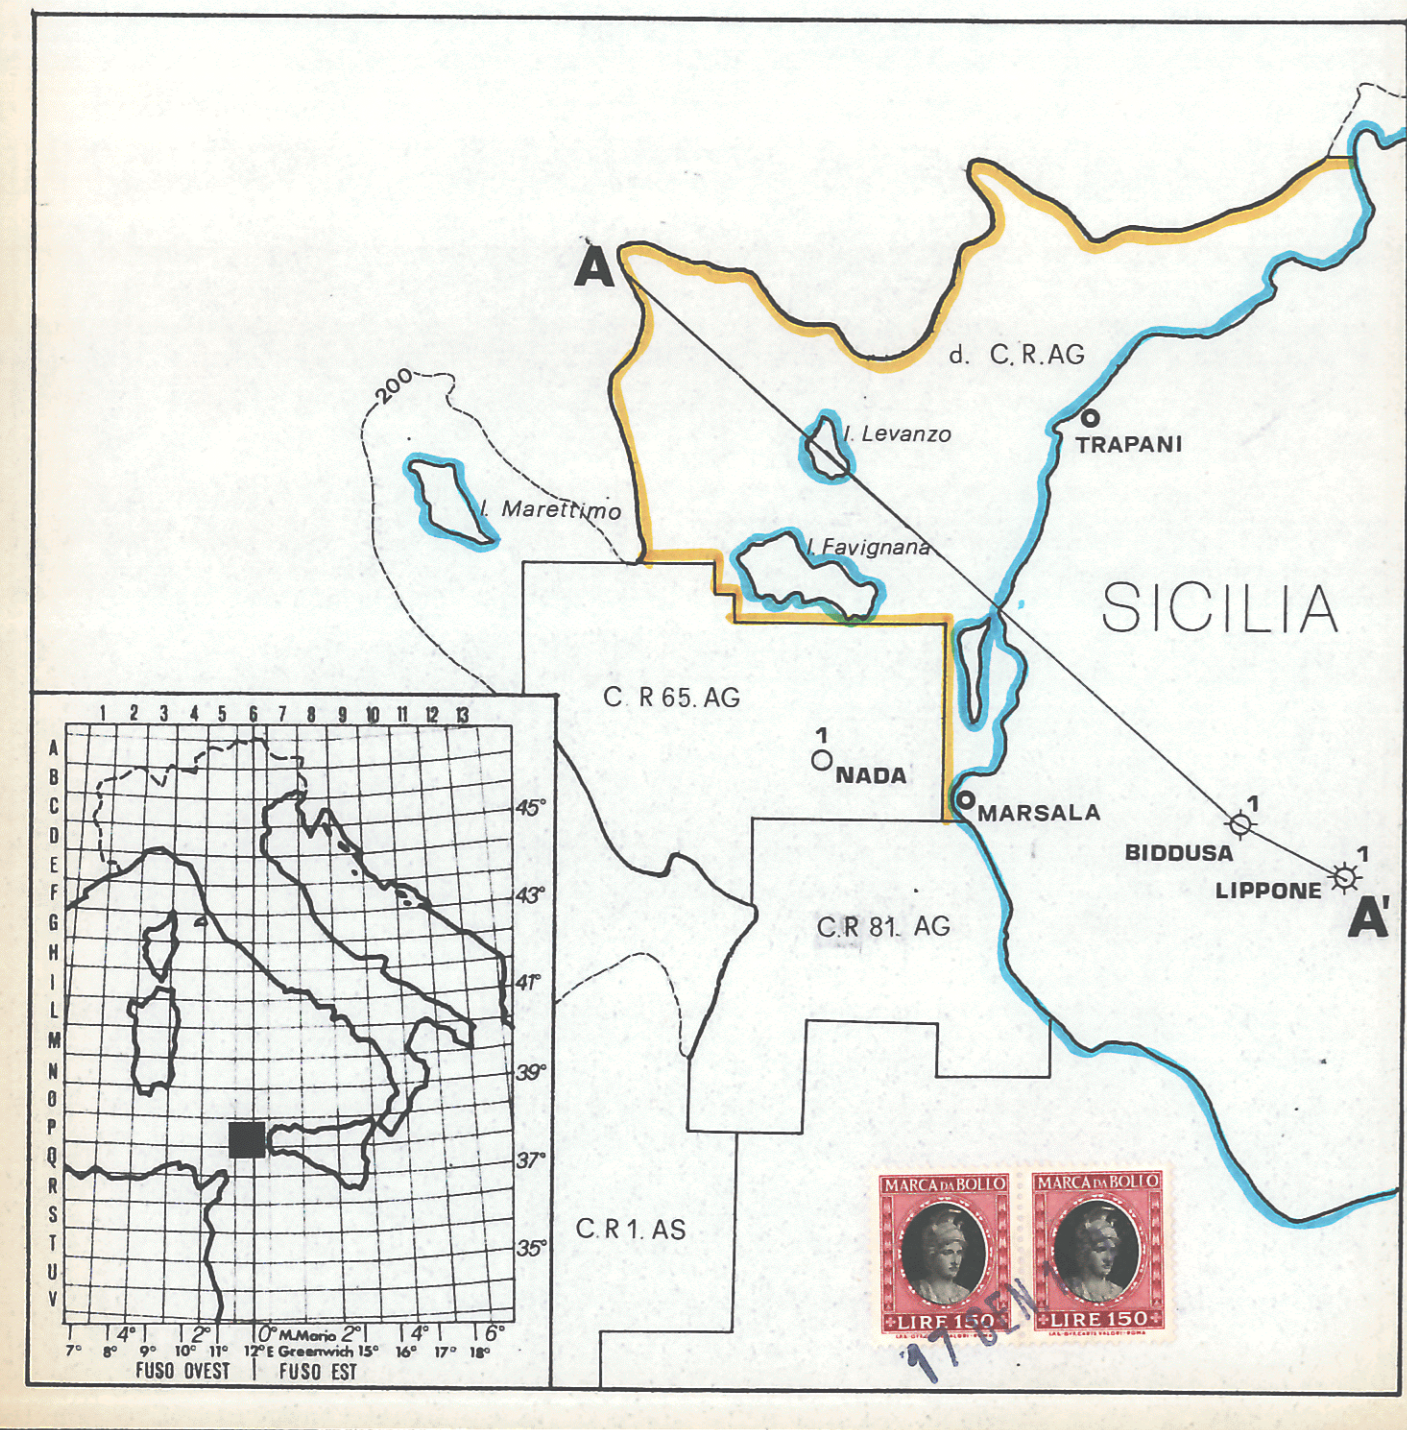 A
d. C.R.AG
200
I. Levanzo
TRAPANI
I. Marettimo
I. Favignana
SICILIA
C. R 65. AG
1
NADA
MARSALA
1
BIDDUSA
1
LIPPONE
A'
C.R 81. AG
C.R 1. AS
1 2 3 4 5 6 7 8 9 10 11 12 13
A
B
C
D
E
F
G
H
I
L
M
N
O
P
Q
R
S
T
U
V
45°
43°
41°
39°
37°
35°
4° 2° 0° M.Mario 2° 4° 6°
7° 8° 9° 10° 11° 12° E Greenwich 15° 16° 17° 18°
FUSO OVEST FUSO EST
MARCA DA BOLLO
LIRE 150
MARCA DA BOLLO
LIRE 150
17 GEN.